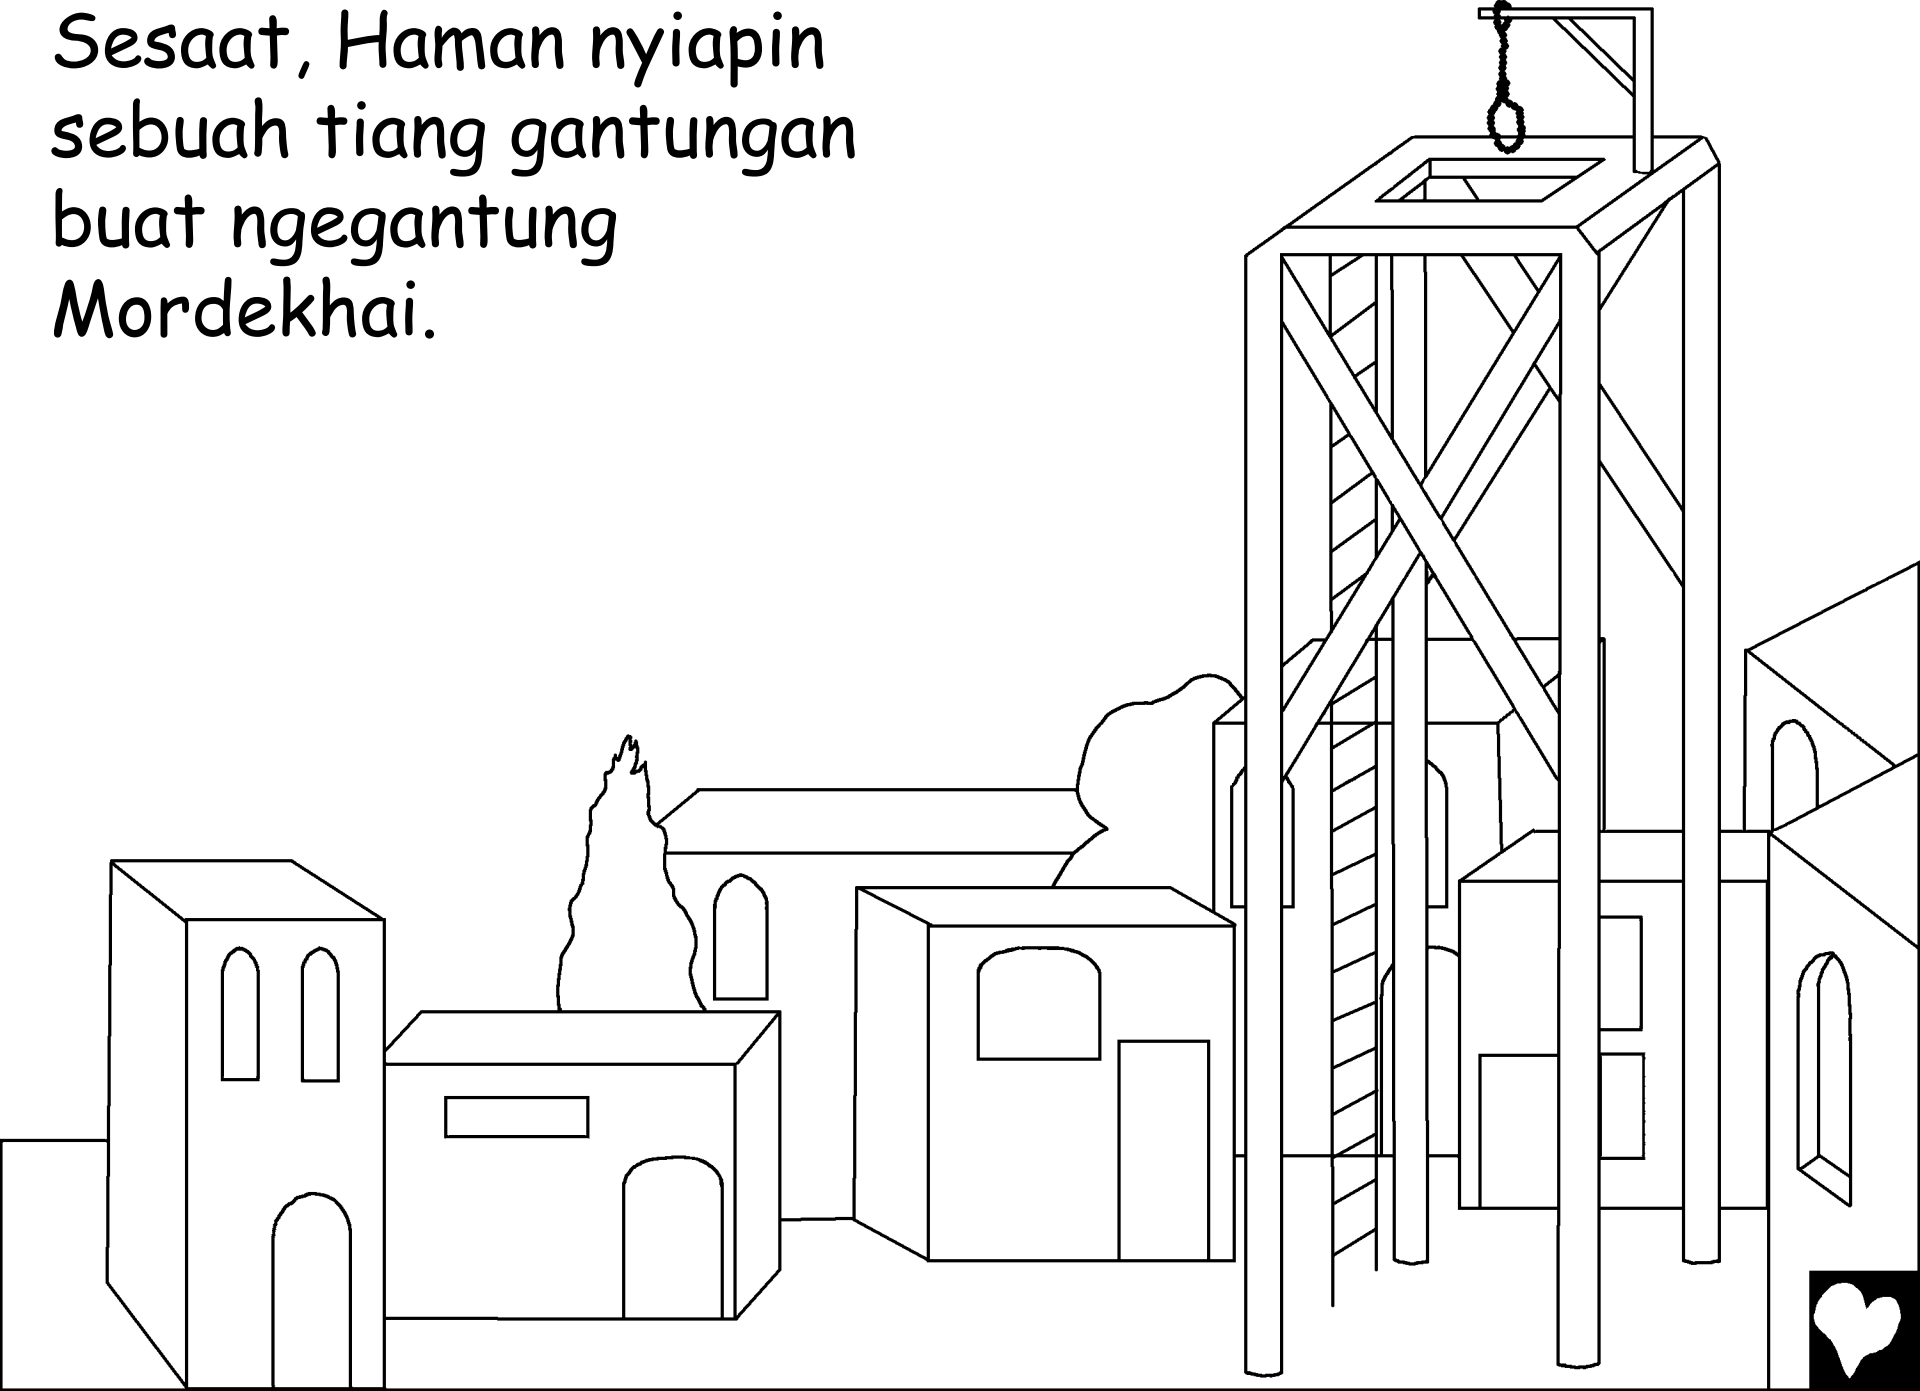 Sesaat, Haman nyiapin
sebuah tiang gantungan
buat ngegantung
Mordekhai.